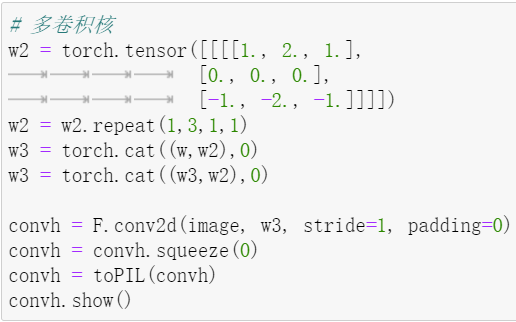 # 多卷积核
w2 = torch.tensor([[[[1., 2., 1.],
[0., 0., 0.],
[-1., -2., -1.]]]])
w2 = w2.repeat(1,3,1,1)
w3 = torch.cat((w,w2),0)
w3 = torch.cat((w3,w2),0)
convh = F.conv2d(image, w3, stride=1, padding=0)
convh = convh.squeeze(0)
convh = toPIL(convh)
convh.show()